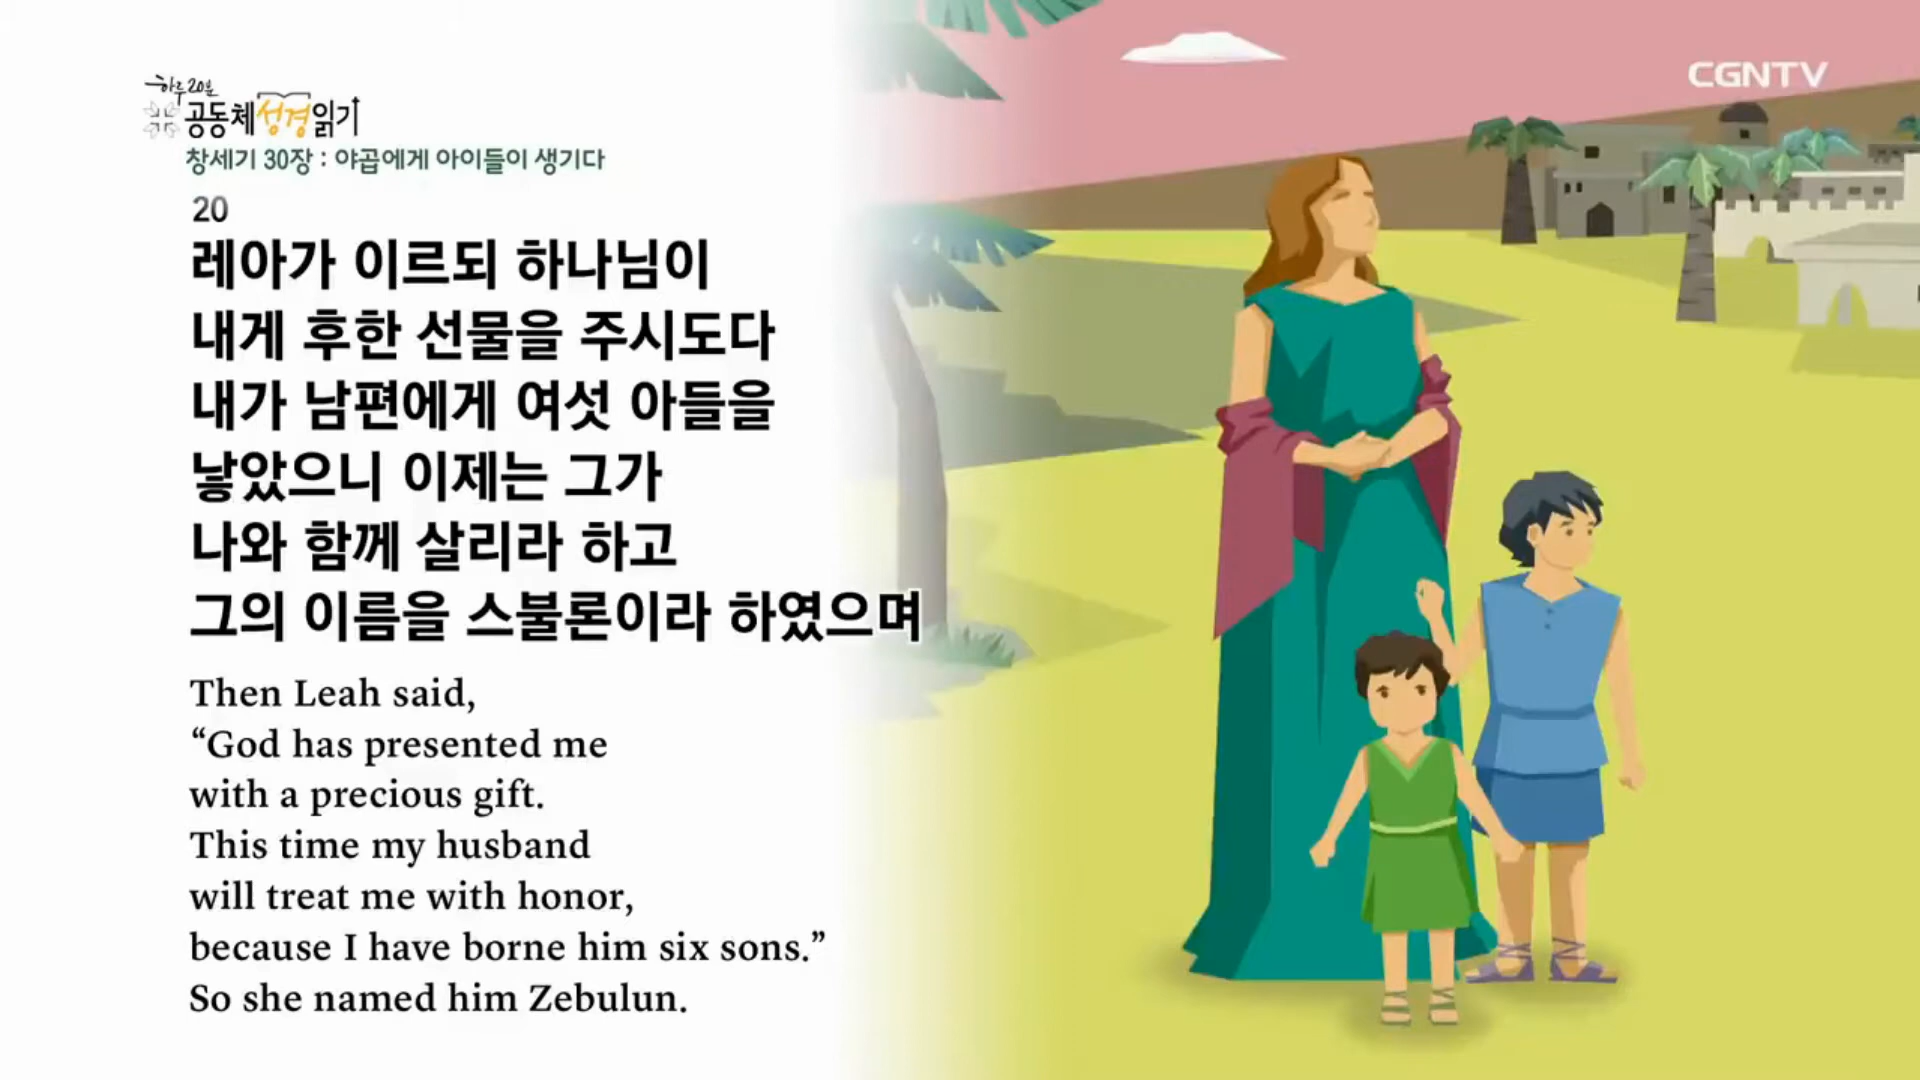 하루 20분
공동체성경읽기
CGNTV
창세기 30장 : 야곱에게 아이들이 생기다
20
레아가 이르되 하나님이
내게 후한 선물을 주시도다
내가 남편에게 여섯 아들을
낳았으니 이제는 그가
나와 함께 살리라 하고
그의 이름을 스불론이라 하였으며
Then Leah said,
“God has presented me
with a precious gift.
This time my husband
will treat me with honor,
because I have borne him six sons.”
So she named him Zebulun.